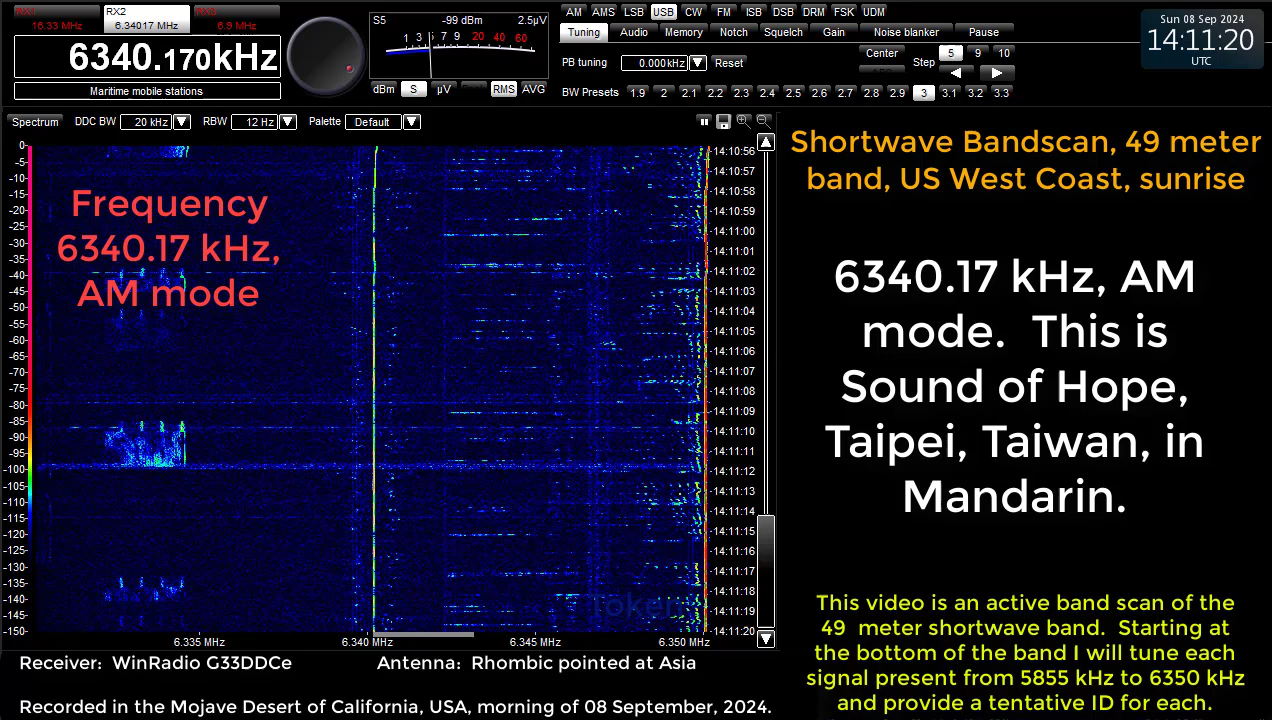 RX1
16.33 MHz
RX2
6.34017 MHz
RX3
6.9 MHz
6340.170kHz
Maritime mobile stations
S5 -99 dBm 2.5µV
1 3 5 7 9 20 40 60
dBm S µV RMS AVG
AM AMS LSB USB CW FM ISB DSB DRM FSK UDM
Tuning Audio Memory Notch Squelch Gain Noise blanker Pause
PB tuning 0.000kHz Reset
Center
Step 5 9 10
BW Presets 1.9 2 2.1 2.2 2.3 2.4 2.5 2.6 2.7 2.8 2.9 3 3.1 3.2 3.3
Sun 08 Sep 2024
14:11:20
UTC
Spectrum DDC BW 20 kHz RBW 12 Hz Palette Default
0
-5
-10
-15
-20
-25
-30
-35
-40
-45
-50
-55
-60
-65
-70
-75
-80
-85
-90
-95
-100
-105
-110
-115
-120
-125
-130
-135
-140
-145
-150
Frequency
6340.17 kHz,
AM mode
14:10:56
14:10:57
14:10:58
14:10:59
14:11:00
14:11:01
14:11:02
14:11:03
14:11:04
14:11:05
14:11:06
14:11:07
14:11:08
14:11:09
14:11:10
14:11:11
14:11:12
14:11:13
14:11:14
14:11:15
14:11:16
14:11:17
14:11:18
14:11:19
14:11:20
6.335 MHz 6.340 MHz 6.345 MHz 6.350 MHz
Shortwave Bandscan, 49 meter
band, US West Coast, sunrise
6340.17 kHz, AM
mode. This is
Sound of Hope,
Taipei, Taiwan, in
Mandarin.
This video is an active band scan of the
49 meter shortwave band. Starting at
the bottom of the band I will tune each
signal present from 5855 kHz to 6350 kHz
and provide a tentative ID for each.
Receiver: WinRadio G33DDCe Antenna: Rhombic pointed at Asia
Recorded in the Mojave Desert of California, USA, morning of 08 September, 2024.